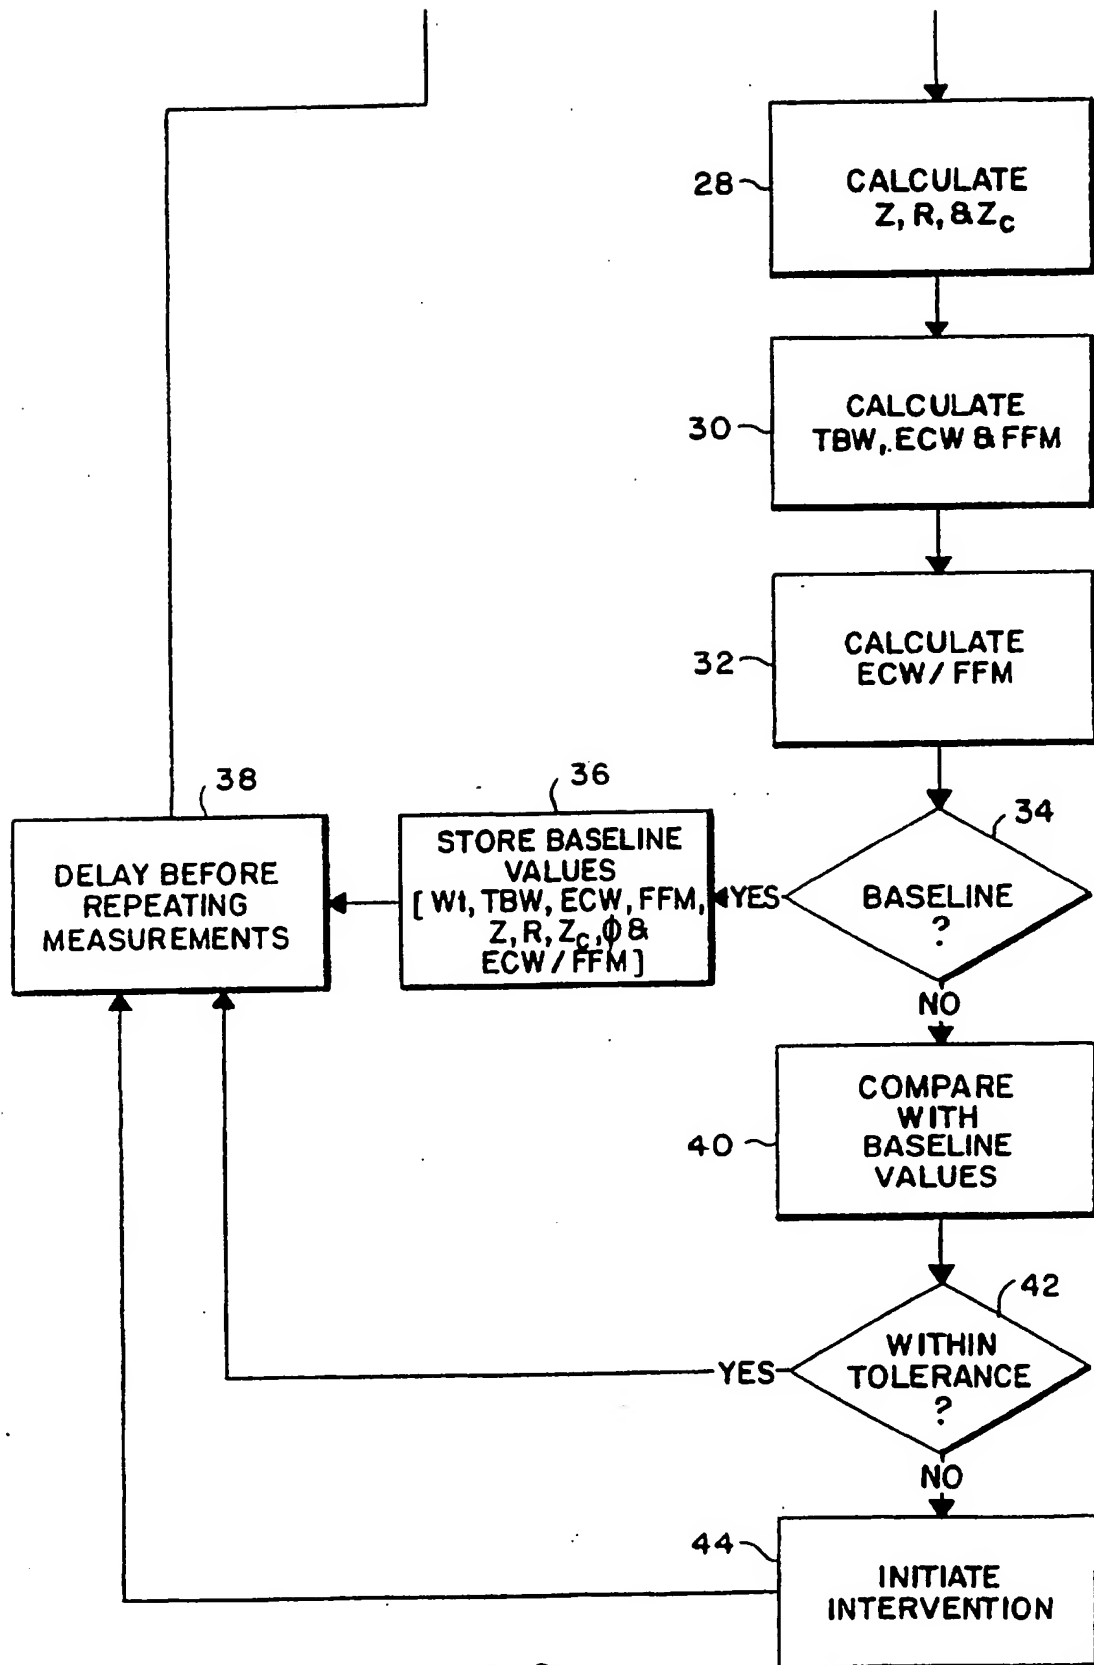 28
CALCULATE
Z, R, & Zc
30
CALCULATE
TBW, ECW & FFM
32
CALCULATE
ECW/FFM
34
BASELINE
?
YES
36
STORE BASELINE
VALUES
[ Wt, TBW, ECW, FFM,
Z, R, Zc, ϕ &
ECW/FFM ]
38
DELAY BEFORE
REPEATING
MEASUREMENTS
NO
40
COMPARE
WITH
BASELINE
VALUES
42
WITHIN
TOLERANCE
?
YES
NO
44
INITIATE
INTERVENTION